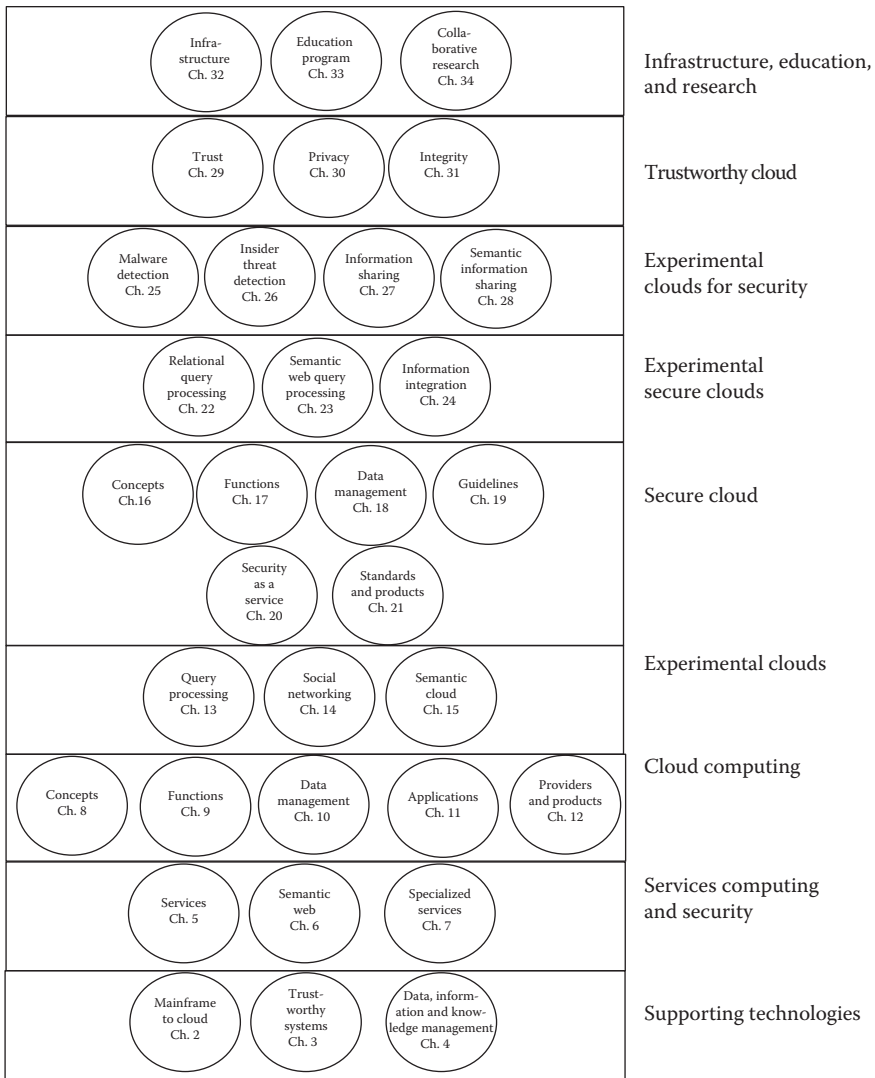 Infra-
structure
Ch. 32
Education
program
Ch. 33
Colla-
borative
research
Ch. 34
Infrastructure, education,
and research
Trust
Ch. 29
Privacy
Ch. 30
Integrity
Ch. 31
Trustworthy cloud
Malware
detection
Ch. 25
Insider
threat
detection
Ch. 26
Information
sharing
Ch. 27
Semantic
information
sharing
Ch. 28
Experimental
clouds for security
Relational
query
processing
Ch. 22
Semantic
web query
processing
Ch. 23
Information
integration
Ch. 24
Experimental
secure clouds
Concepts
Ch.16
Functions
Ch. 17
Data
management
Ch. 18
Guidelines
Ch. 19
Secure cloud
Security
as a
service
Ch. 20
Standards
and products
Ch. 21
Query
processing
Ch. 13
Social
networking
Ch. 14
Semantic
cloud
Ch. 15
Experimental clouds
Concepts
Ch. 8
Functions
Ch. 9
Data
management
Ch. 10
Applications
Ch. 11
Providers
and products
Ch. 12
Cloud computing
Services
Ch. 5
Semantic
web
Ch. 6
Specialized
services
Ch. 7
Services computing
and security
Mainframe
to cloud
Ch. 2
Trust-
worthy
systems
Ch. 3
Data, inform-
ation and know-
ledge management
Ch. 4
Supporting technologies